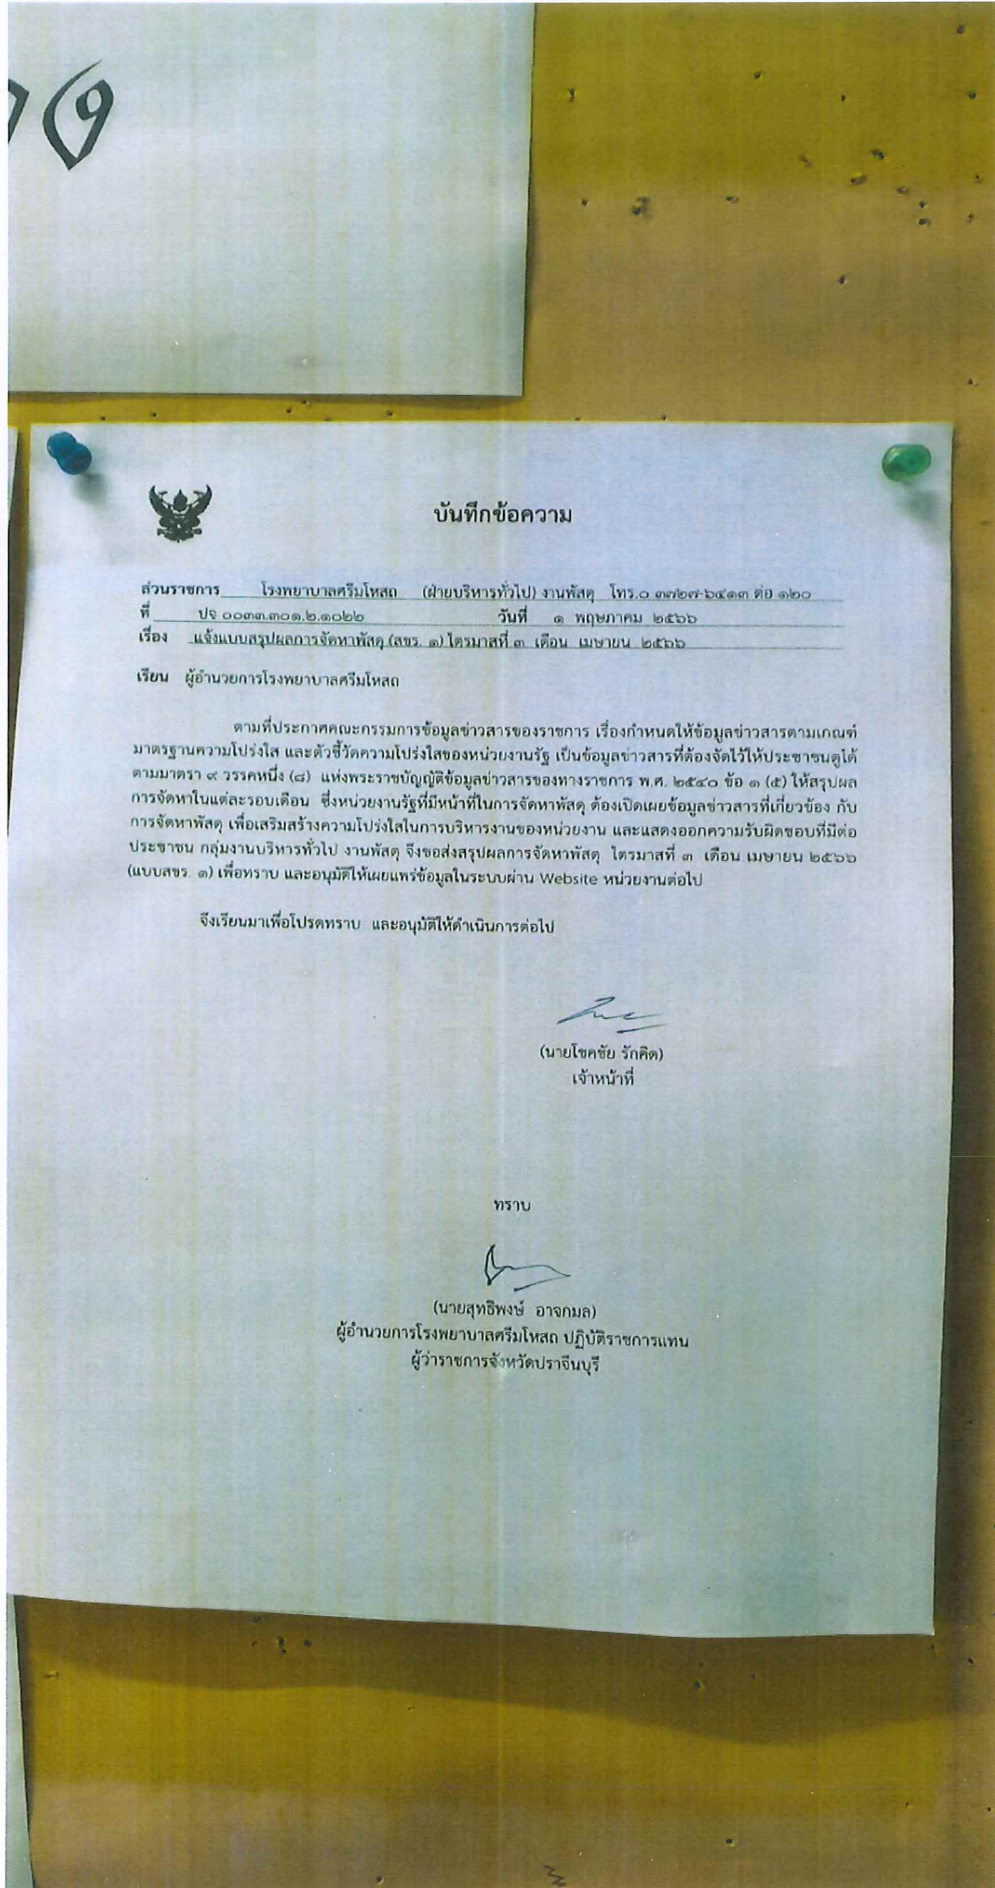 บันทึกข้อความ
ส่วนราชการ โรงพยาบาลศรีมโหสถ (ฝ่ายบริหารทั่วไป) งานพัสดุ โทร.๐ ๓๗๒๗-๖๔๑๓ ต่อ ๑๒๐
ที่ ปจ ๐๐๓๓.๓๐๑.๒.๑๐๒๒ วันที่ ๑ พฤษภาคม ๒๕๖๖
เรื่อง แจ้งแบบสรุปผลการจัดหาพัสดุ (สขร. ๑) ไตรมาสที่ ๓ เดือน เมษายน ๒๕๖๖
เรียน ผู้อำนวยการโรงพยาบาลศรีมโหสถ
ตามที่ประกาศคณะกรรมการข้อมูลข่าวสารของราชการ เรื่องกำหนดให้ข้อมูลข่าวสารตามเกณฑ์
มาตรฐานความโปร่งใส และตัวชี้วัดความโปร่งใสของหน่วยงานรัฐ เป็นข้อมูลข่าวสารที่ต้องจัดไว้ให้ประชาชนดูได้
ตามมาตรา ๙ วรรคหนึ่ง (๘) แห่งพระราชบัญญัติข้อมูลข่าวสารของทางราชการ พ.ศ. ๒๕๔๐ ข้อ ๑ (๕) ให้สรุปผล
การจัดหาในแต่ละรอบเดือน ซึ่งหน่วยงานรัฐที่มีหน้าที่ในการจัดหาพัสดุ ต้องเปิดเผยข้อมูลข่าวสารที่เกี่ยวข้อง กับ
การจัดหาพัสดุ เพื่อเสริมสร้างความโปร่งใสในการบริหารงานของหน่วยงาน และแสดงออกความรับผิดชอบที่มีต่อ
ประชาชน กลุ่มงานบริหารทั่วไป งานพัสดุ จึงขอส่งสรุปผลการจัดหาพัสดุ ไตรมาสที่ ๓ เดือน เมษายน ๒๕๖๖
(แบบสขร. ๑) เพื่อทราบ และอนุมัติให้เผยแพร่ข้อมูลในระบบผ่าน Website หน่วยงานต่อไป
จึงเรียนมาเพื่อโปรดทราบ และอนุมัติให้ดำเนินการต่อไป
(นายโชคชัย รักคิด)
เจ้าหน้าที่
ทราบ
(นายสุทธิพงษ์ อาจกมล)
ผู้อำนวยการโรงพยาบาลศรีมโหสถ ปฏิบัติราชการแทน
ผู้ว่าราชการจังหวัดปราจีนบุรี